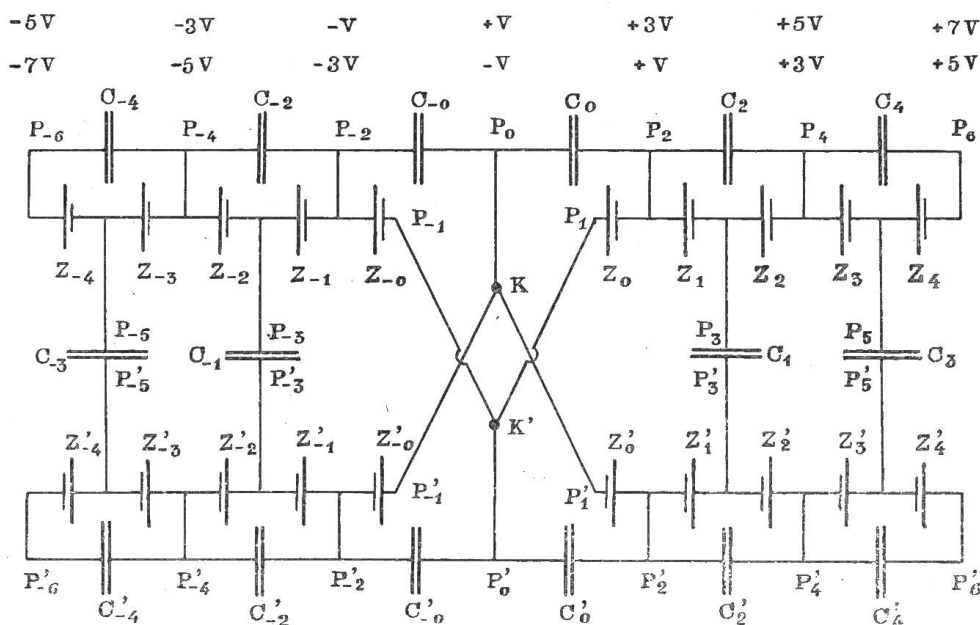 -5V -3V -V +V +3V +5V +7V
-7V -5V -3V -V +V +3V +5V
C₋₄ C₋₂ C₋₀ C₀ C₂ C₄
P₋₆ P₋₄ P₋₂ P₀ P₂ P₄ P₆
P₋₁ P₁
Z₋₄ Z₋₃ Z₋₂ Z₋₁ Z₋₀ Z₀ Z₁ Z₂ Z₃ Z₄
K
P₋₅ P₋₃ P₃ P₅
C₋₃ C₋₁ C₁ C₃
P'₋₅ P'₋₃ P'₃ P'₅
K'
Z'₋₄ Z'₋₃ Z'₋₂ Z'₋₁ Z'₋₀ Z'₀ Z'₁ Z'₂ Z'₃ Z'₄
P'₋₁ P'₁
P'₋₆ P'₋₄ P'₋₂ P'₀ P'₂ P'₄ P'₆
C'₋₄ C'₋₂ C'₋₀ C'₀ C'₂ C'₄